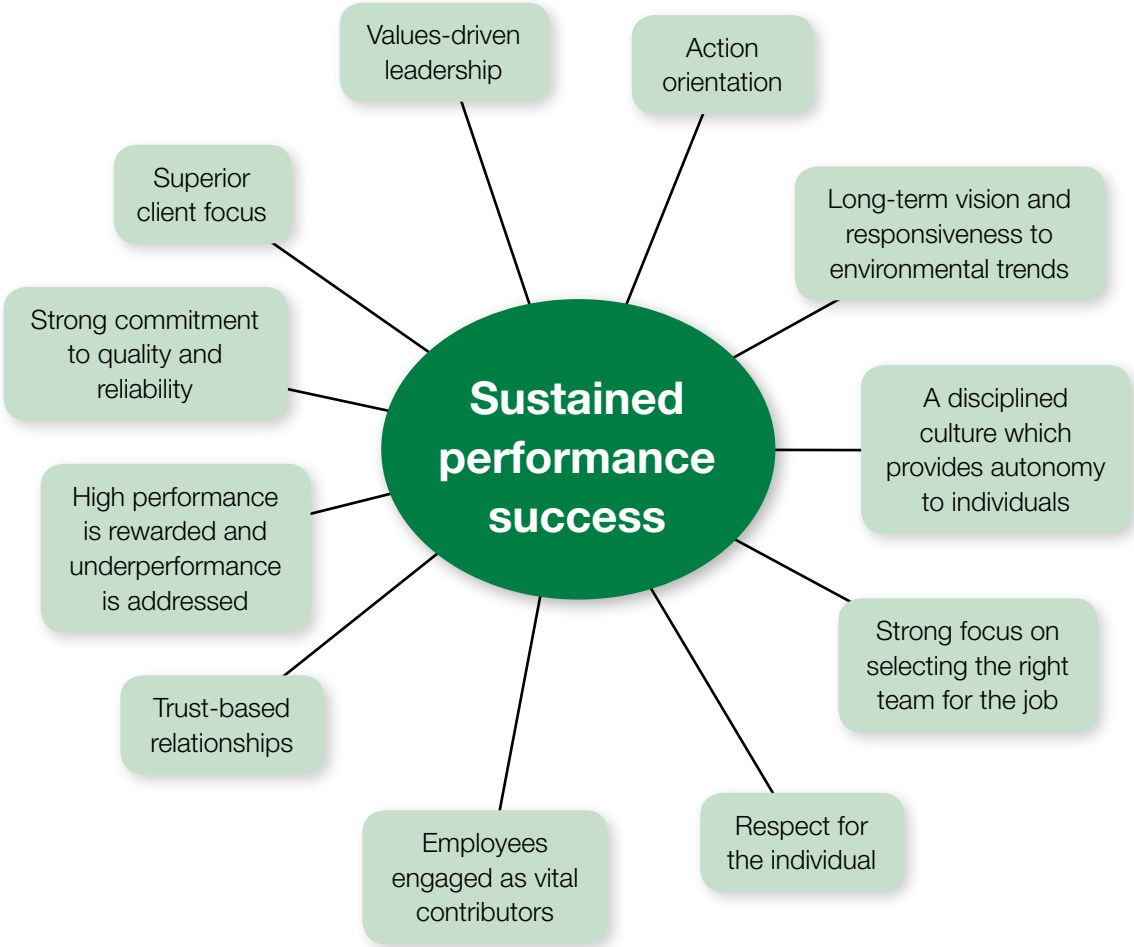 Values-driven
leadership
Action
orientation
Superior
client focus
Long-term vision and
responsiveness to
environmental trends
Strong commitment
to quality and
reliability
Sustained
performance
success
A disciplined
culture which
provides autonomy
to individuals
High performance
is rewarded and
underperformance
is addressed
Strong focus on
selecting the right
team for the job
Trust-based
relationships
Employees
engaged as vital
contributors
Respect for
the individual